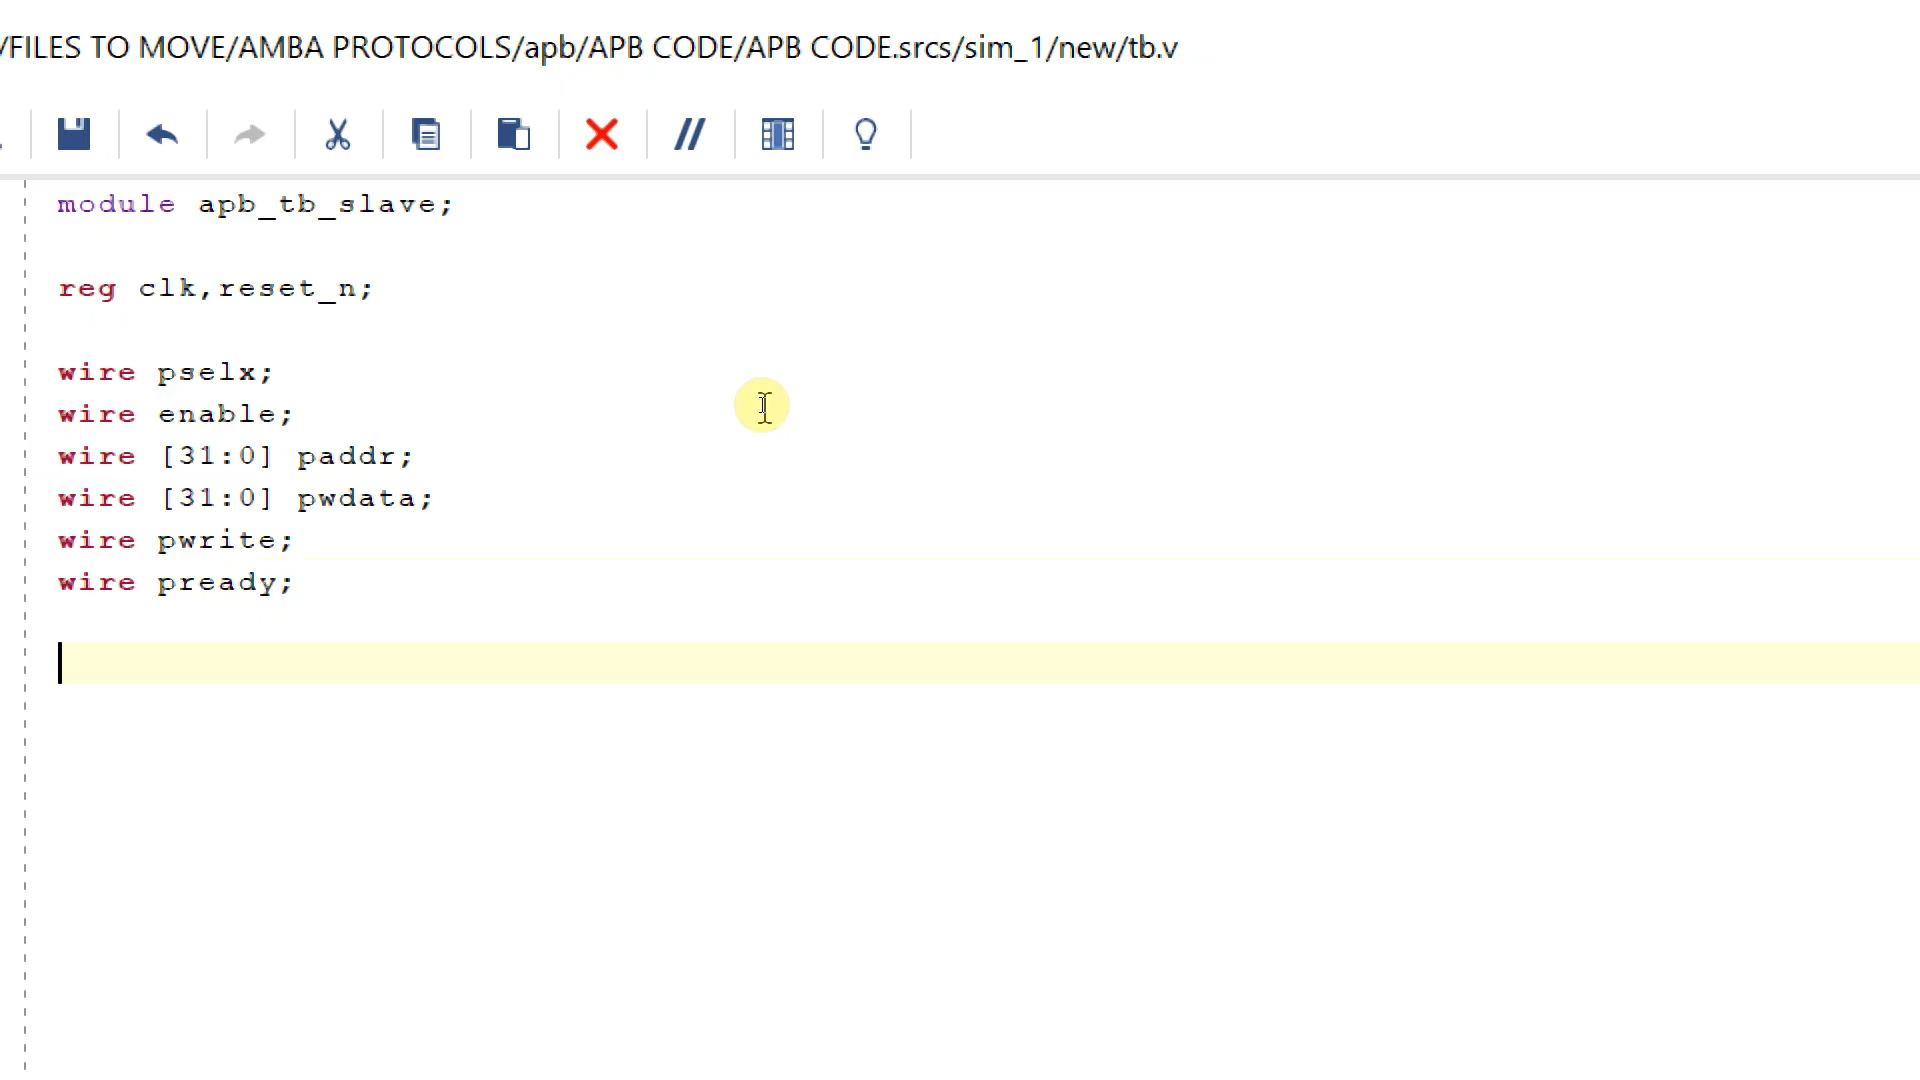 /FILES TO MOVE/AMBA PROTOCOLS/apb/APB CODE/APB CODE.srcs/sim_1/new/tb.v
module apb_tb_slave;
reg clk,reset_n;
wire pselx;
wire enable;
wire [31:0] paddr;
wire [31:0] pwdata;
wire pwrite;
wire pready;